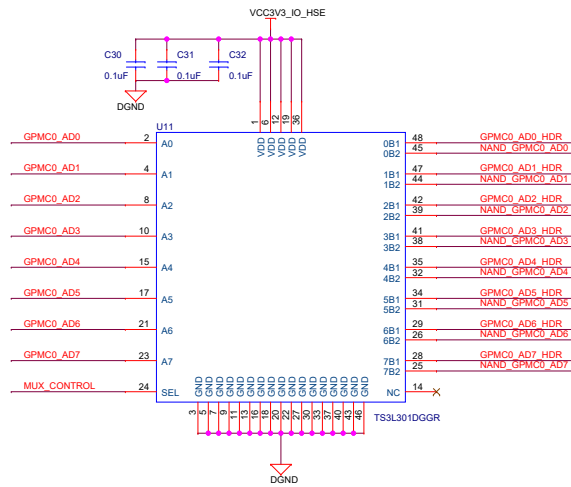 VCC3V3_IO_HSE
C30 C31 C32
0.1uF 0.1uF 0.1uF
DGND
1 6 12 19 36
U11
VDD VDD VDD VDD VDD
GPMC0_AD0 2 A0 0B1 48 GPMC0_AD0_HDR
0B2 45 NAND_GPMC0_AD0
GPMC0_AD1 4 A1 1B1 47 GPMC0_AD1_HDR
1B2 44 NAND_GPMC0_AD1
GPMC0_AD2 8 A2 2B1 42 GPMC0_AD2_HDR
2B2 39 NAND_GPMC0_AD2
GPMC0_AD3 10 A3 3B1 41 GPMC0_AD3_HDR
3B2 38 NAND_GPMC0_AD3
GPMC0_AD4 15 A4 4B1 35 GPMC0_AD4_HDR
4B2 32 NAND_GPMC0_AD4
GPMC0_AD5 17 A5 5B1 34 GPMC0_AD5_HDR
5B2 31 NAND_GPMC0_AD5
GPMC0_AD6 21 A6 6B1 29 GPMC0_AD6_HDR
6B2 26 NAND_GPMC0_AD6
GPMC0_AD7 23 A7 7B1 28 GPMC0_AD7_HDR
7B2 25 NAND_GPMC0_AD7
MUX_CONTROL 24 SEL NC 14
GND GND GND GND GND GND GND GND GND GND GND GND GND GND GND GND GND
3 5 7 9 11 13 16 18 20 22 27 30 33 37 40 43 46
TS3L301DGGR
DGND